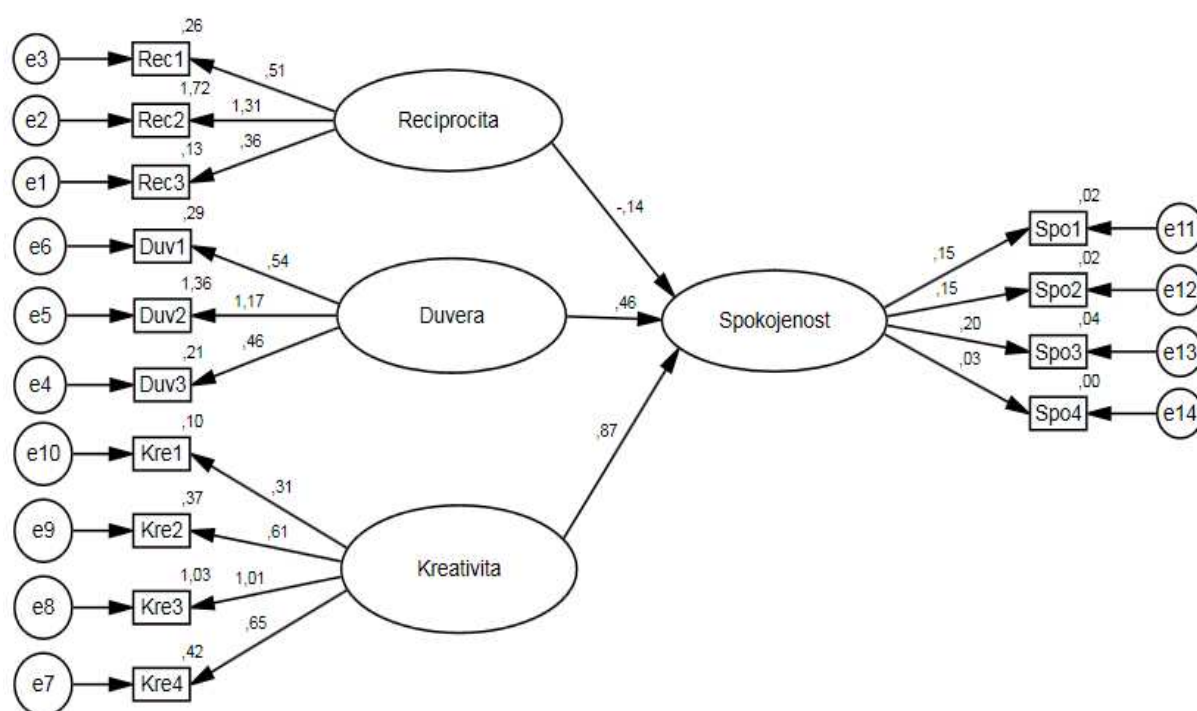 ,26
e3
Rec1
,51
1,72
e2
Rec2
1,31
Reciprocita
,13
,36
e1
Rec3
-,14
,29
e6
Duv1
,54
1,36
e5
Duv2
1,17
Duvera
,46
,21
,46
e4
Duv3
,10
e10
Kre1
,31
,37
e9
Kre2
,61
,87
1,03
e8
Kre3
1,01
Kreativita
,65
,42
e7
Kre4
Spokojenost
,02
,15
Spo1
e11
,02
,15
Spo2
e12
,04
,20
Spo3
e13
,00
,03
Spo4
e14